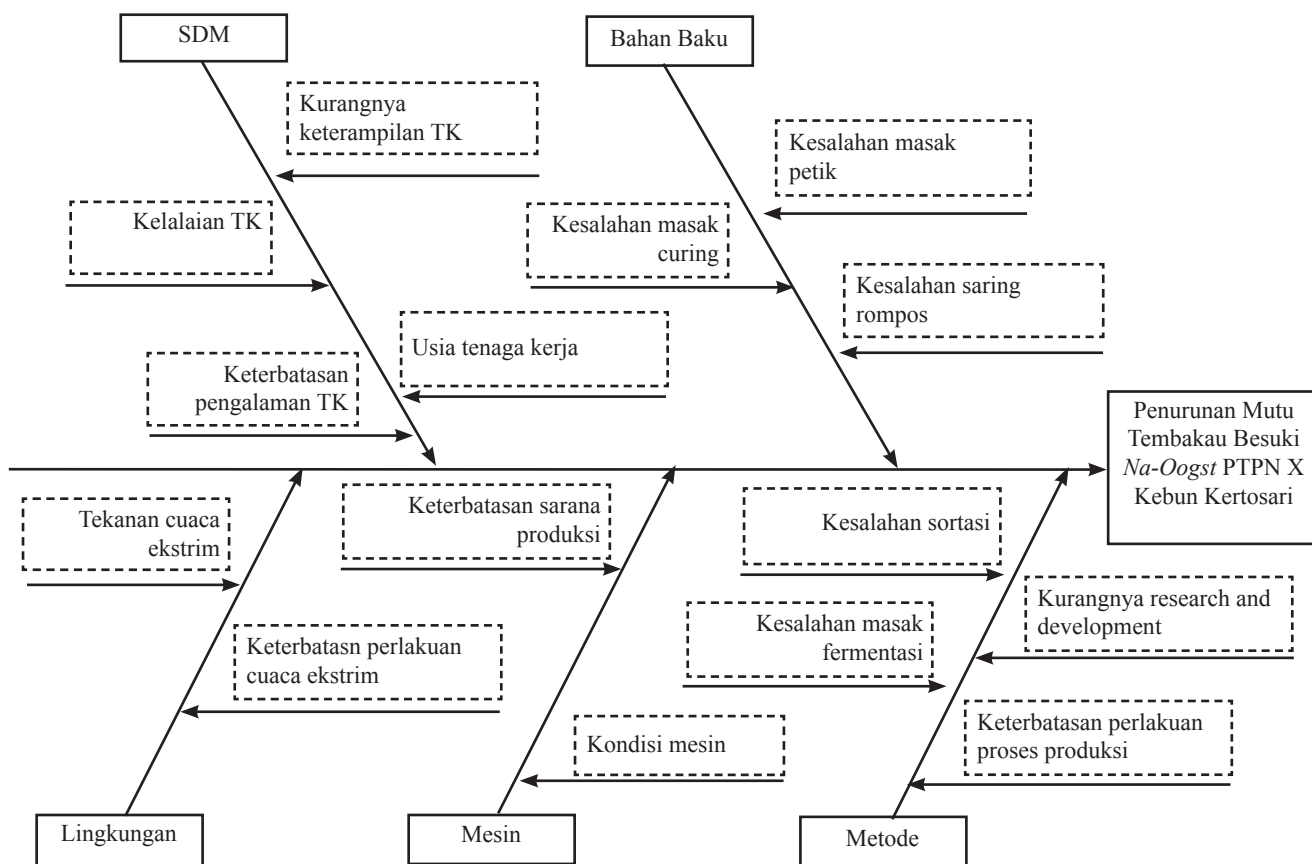 SDM
Bahan Baku
Kurangnya
keterampilan TK
Kesalahan masak
petik
Kelalaian TK
Kesalahan masak
curing
Kesalahan saring
rompos
Usia tenaga kerja
Keterbatasan
pengalaman TK
Penurunan Mutu
Tembakau Besuki
Na-Oogst PTPN X
Kebun Kertosari
Tekanan cuaca
ekstrim
Keterbatasan sarana
produksi
Kesalahan sortasi
Kurangnya research and
development
Keterbatasn perlakuan
cuaca ekstrim
Kesalahan masak
fermentasi
Kondisi mesin
Keterbatasan perlakuan
proses produksi
Lingkungan
Mesin
Metode